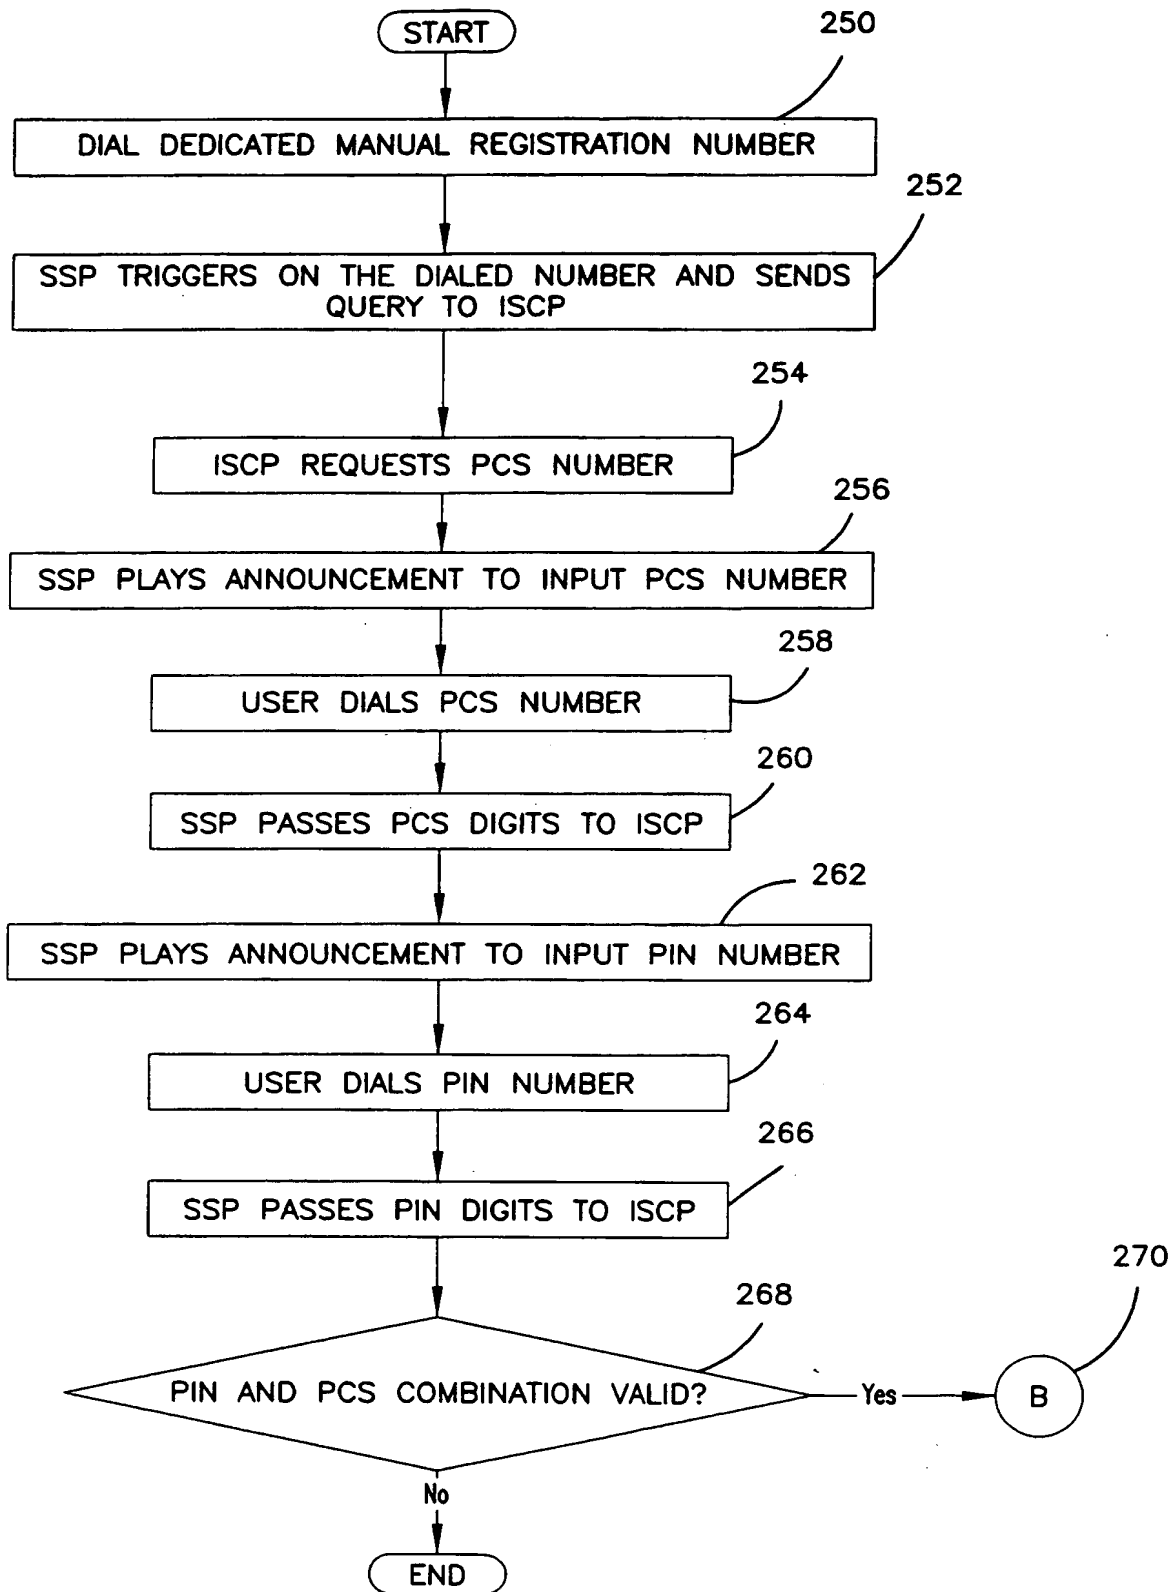 START
250
DIAL DEDICATED MANUAL REGISTRATION NUMBER
252
SSP TRIGGERS ON THE DIALED NUMBER AND SENDS
QUERY TO ISCP
254
ISCP REQUESTS PCS NUMBER
256
SSP PLAYS ANNOUNCEMENT TO INPUT PCS NUMBER
258
USER DIALS PCS NUMBER
260
SSP PASSES PCS DIGITS TO ISCP
262
SSP PLAYS ANNOUNCEMENT TO INPUT PIN NUMBER
264
USER DIALS PIN NUMBER
266
SSP PASSES PIN DIGITS TO ISCP
268
270
PIN AND PCS COMBINATION VALID?
Yes
B
No
END